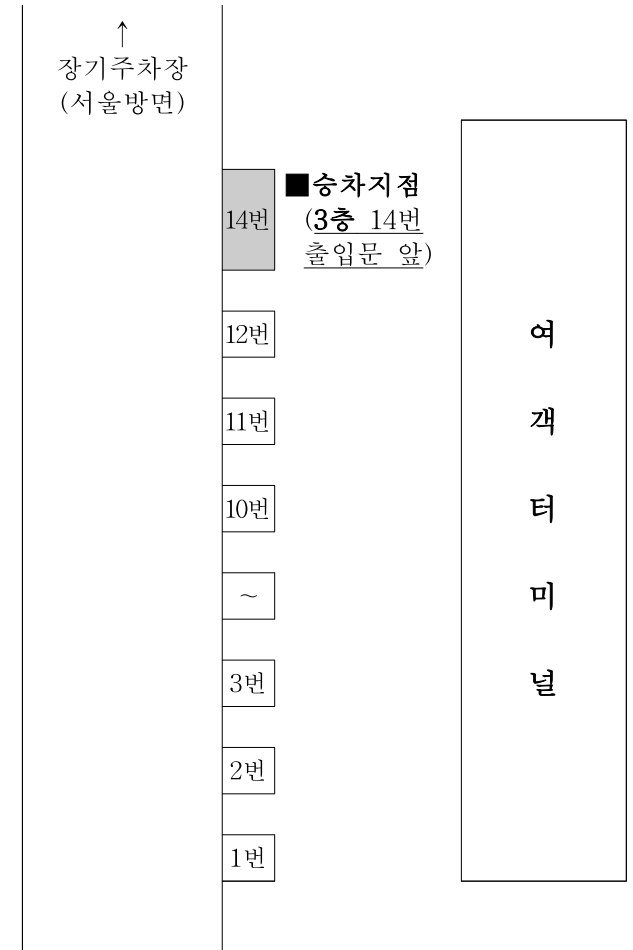 ↑
장기주차장
(서울방면)
■승차지점
(3층 14번
출입문 앞)
14번
12번
11번
10번
~
3번
2번
1번
여
객
터
미
널